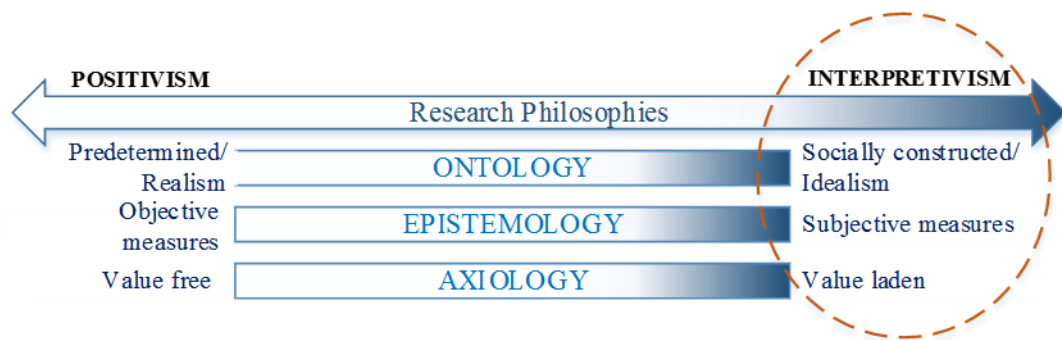 POSITIVISM
INTERPRETIVISM
Research Philosophies
Predetermined/
Realism
ONTOLOGY
Socially constructed/
Idealism
Objective
measures
EPISTEMOLOGY
Subjective measures
Value free
AXIOLOGY
Value laden